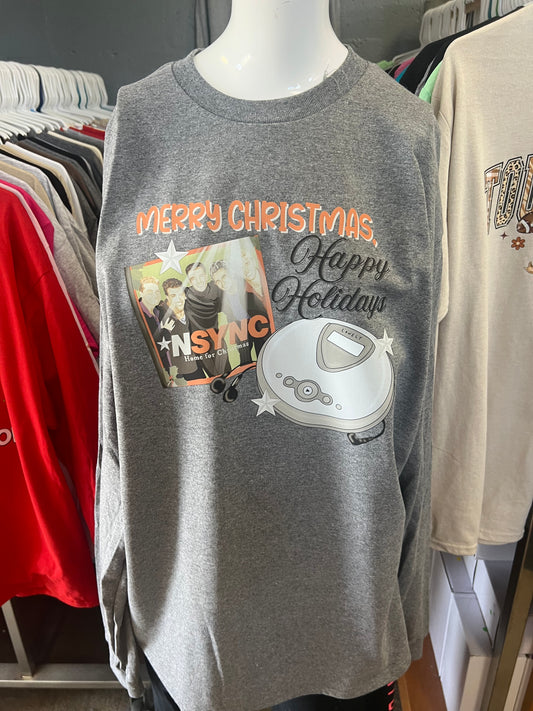 MERRY CHRISTMAS,
Happy
Holidays
*NSYNC
Home for Christmas